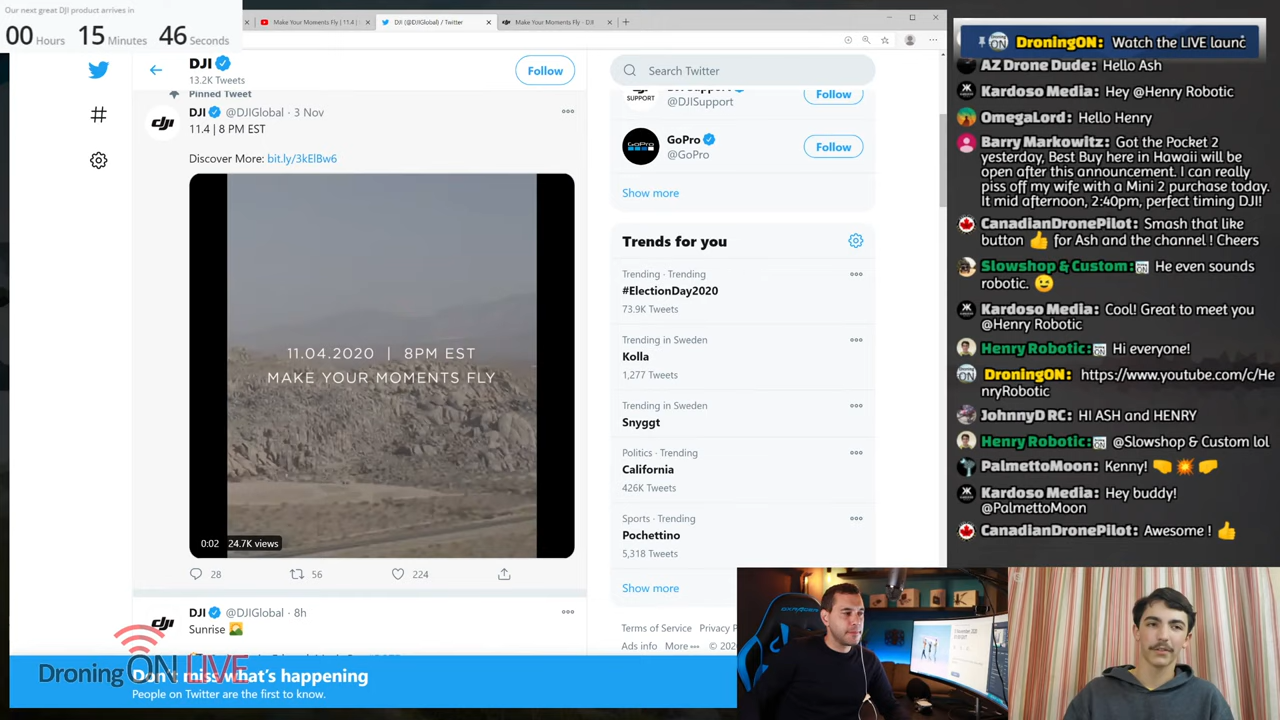 Our next great DJI product arrives in
00 Hours 15 Minutes 46 Seconds
Make Your Moments Fly | 11.4 |
DJI (@DJIGlobal) / Twitter
Make Your Moments Fly - DJI
DJI
13.2K Tweets
Follow
Search Twitter
Pinned Tweet
DJI @DJIGlobal · 3 Nov
11.4 | 8 PM EST
Discover More: bit.ly/3kElBw6
11.04.2020 | 8PM EST
MAKE YOUR MOMENTS FLY
0:02 24.7K views
28 56 224
DJI @DJIGlobal · 8h
Sunrise
SUPPORT
@DJISupport
Follow
GoPro
@GoPro
Follow
Show more
Trends for you
Trending · Trending
#ElectionDay2020
73.9K Tweets
Trending in Sweden
Kolla
1,277 Tweets
Trending in Sweden
Snyggt
Politics · Trending
California
426K Tweets
Sports · Trending
Pochettino
5,318 Tweets
Show more
Terms of Service Privacy P
Ads info More
DroningON LIVE
Don't miss what's happening
People on Twitter are the first to know.
DroningON: Watch the LIVE launc
AZ Drone Dude: Hello Ash
Kardoso Media: Hey @Henry Robotic
OmegaLord: Hello Henry
Barry Markowitz: Got the Pocket 2
yesterday, Best Buy here in Hawaii will be
open after this announcement. I can really
piss off my wife with a Mini 2 purchase today.
It mid afternoon, 2:40pm, perfect timing DJI!
CanadianDronePilot: Smash that like
button 👍 for Ash and the channel ! Cheers
Slowshop & Custom: He even sounds
robotic. 😉
Kardoso Media: Cool! Great to meet you
@Henry Robotic
Henry Robotic: Hi everyone!
DroningON: https://www.youtube.com/c/He
nryRobotic
JohnnyD RC: HI ASH and HENRY
Henry Robotic: @Slowshop & Custom lol
PalmettoMoon: Kenny! 🤜💥🤛
Kardoso Media: Hey buddy!
@PalmettoMoon
CanadianDronePilot: Awesome ! 👍